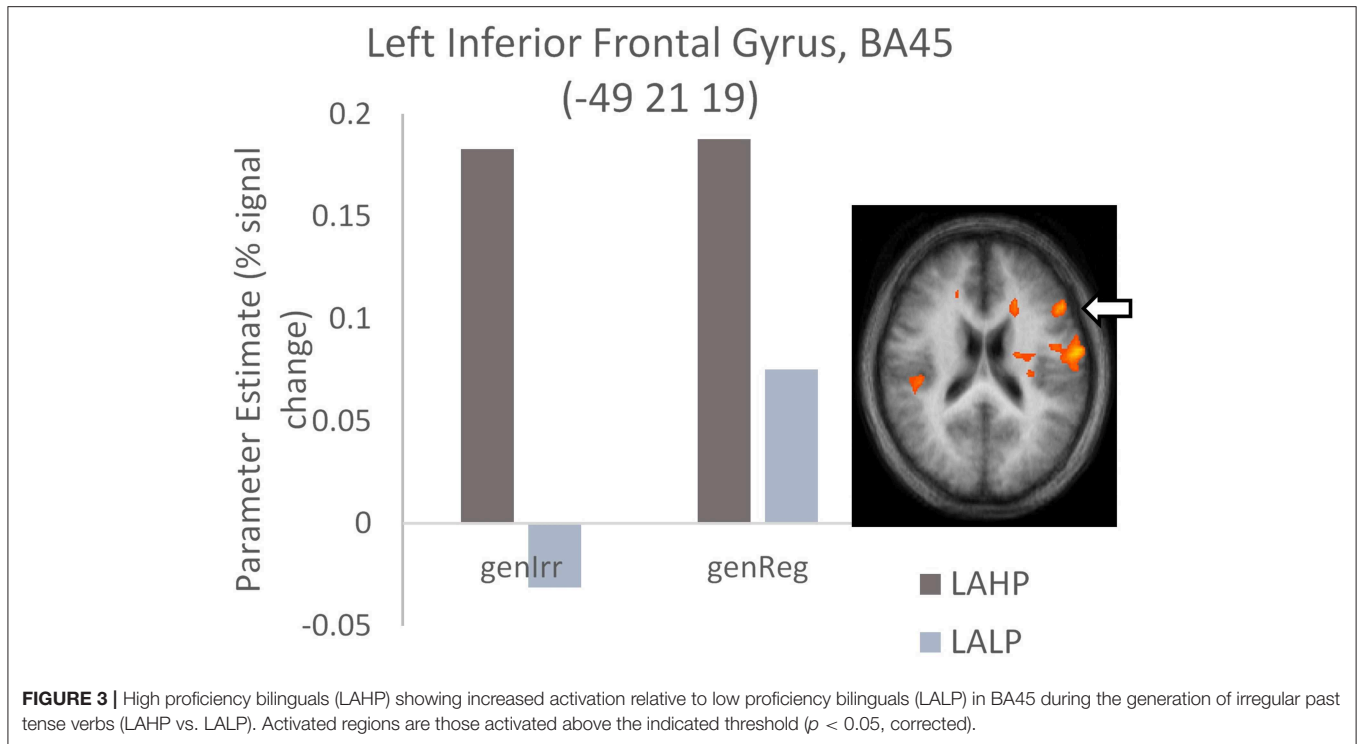 Left Inferior Frontal Gyrus, BA45
(-49 21 19)
Parameter Estimate (% signal
change)
0.2
0.15
0.1
0.05
0
-0.05
genIrr
genReg
LAHP
LALP
FIGURE 3 | High proficiency bilinguals (LAHP) showing increased activation relative to low proficiency bilinguals (LALP) in BA45 during the generation of irregular past
tense verbs (LAHP vs. LALP). Activated regions are those activated above the indicated threshold (p < 0.05, corrected).